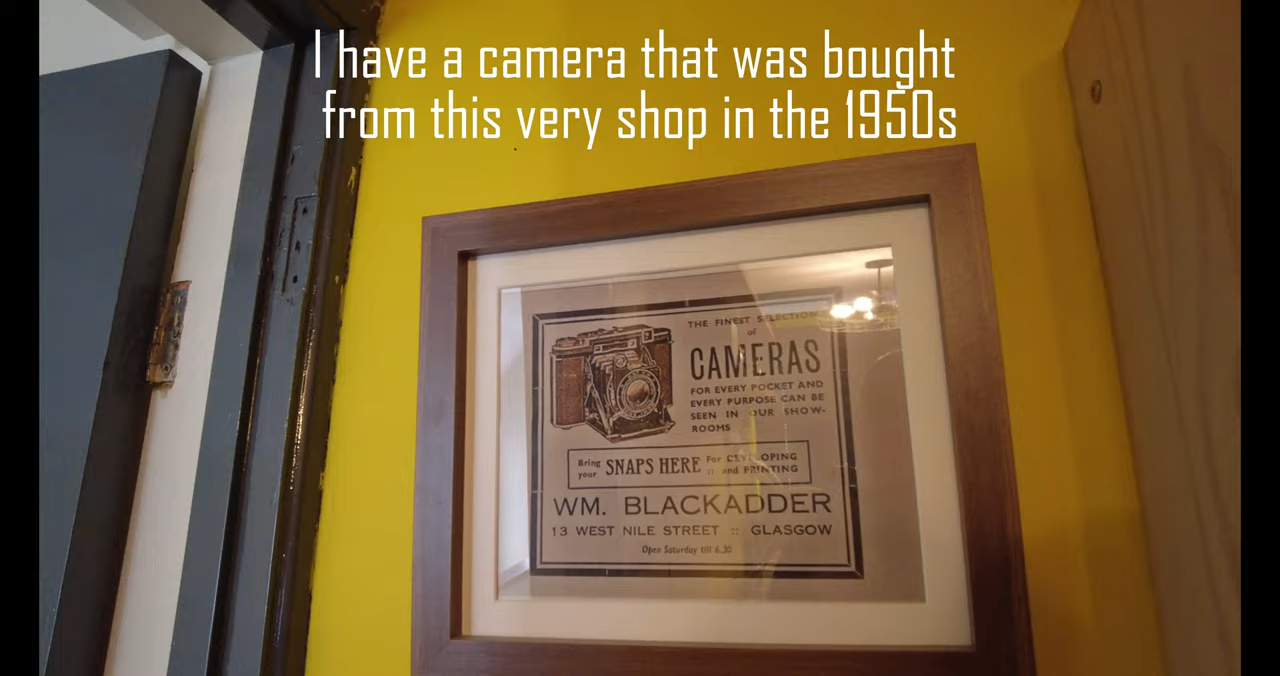 I have a camera that was bought
from this very shop in the 1950s
THE FINEST SELECTION
of
CAMERAS
FOR EVERY POCKET AND
EVERY PURPOSE CAN BE
SEEN IN OUR SHOW-
ROOMS
Bring your SNAPS HERE For DEVELOPING :: and PRINTING
WM. BLACKADDER
13 WEST NILE STREET :: GLASGOW
Open Saturday till 6.30